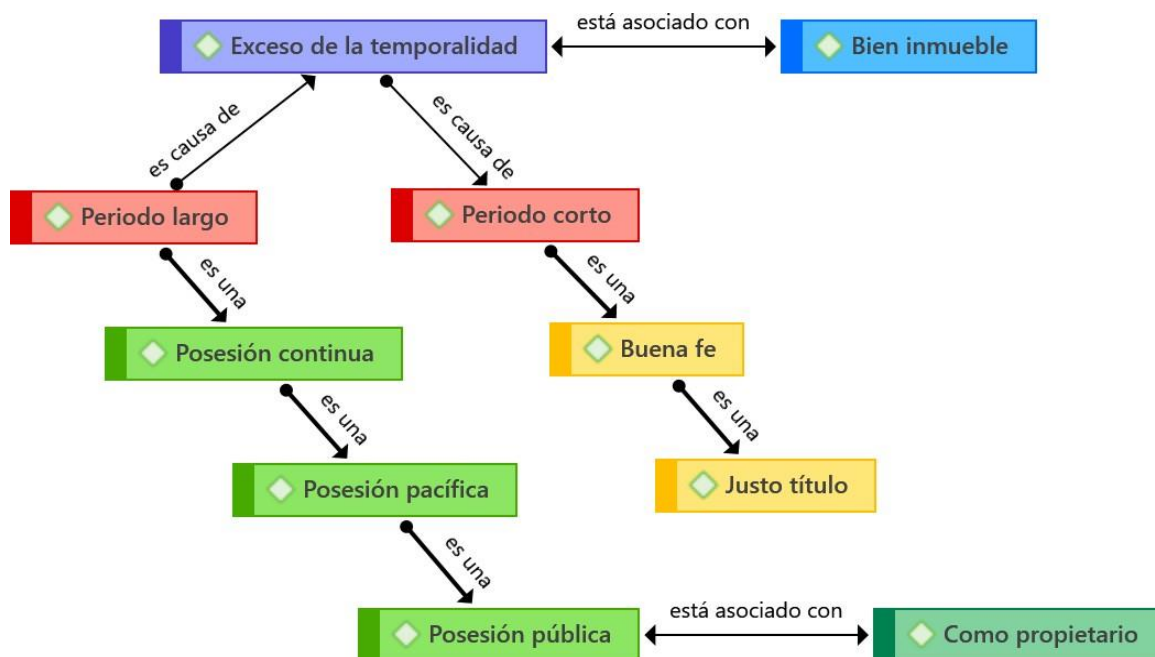 Exceso de la temporalidad
está asociado con
Bien inmueble
es causa de
es causa de
Periodo largo
Periodo corto
es una
es una
Posesión continua
Buena fe
es una
es una
Posesión pacífica
Justo título
es una
Posesión pública
está asociado con
Como propietario